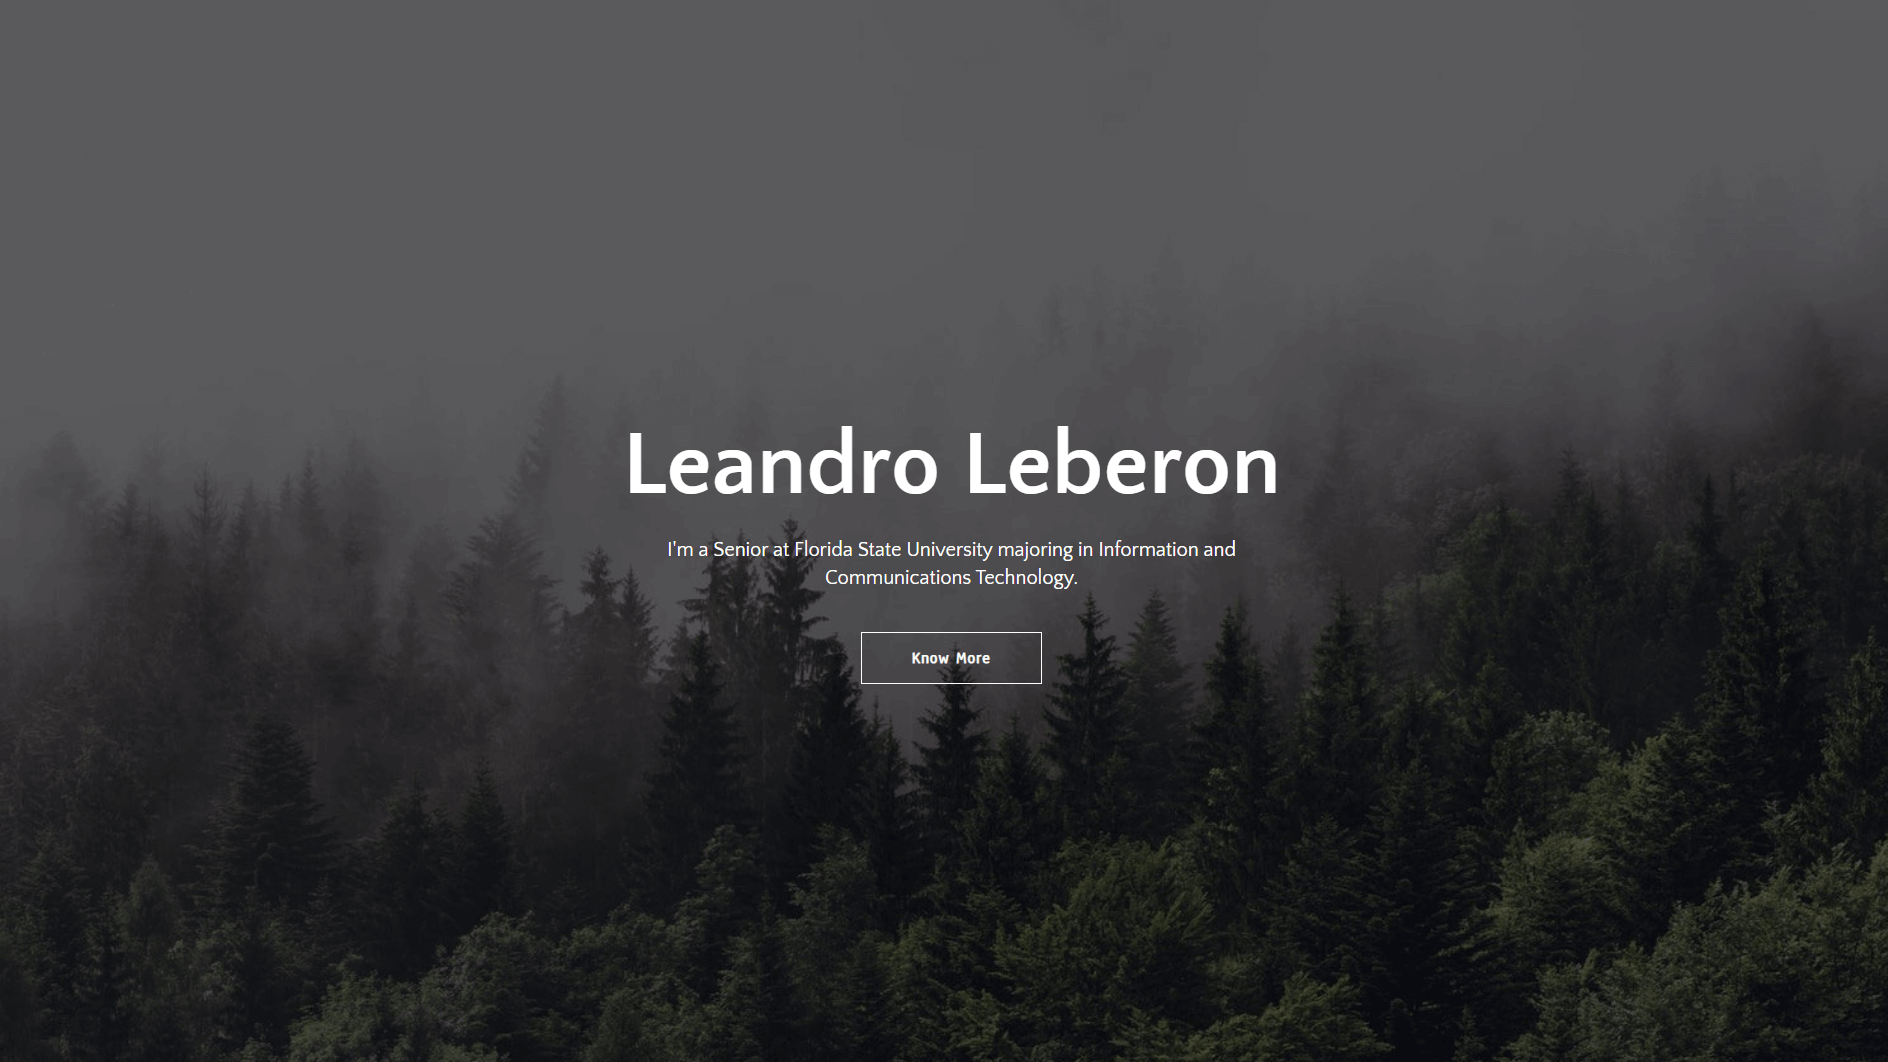 Leandro Leberon
I'm a Senior at Florida State University majoring in Information and
Communications Technology.
Know More